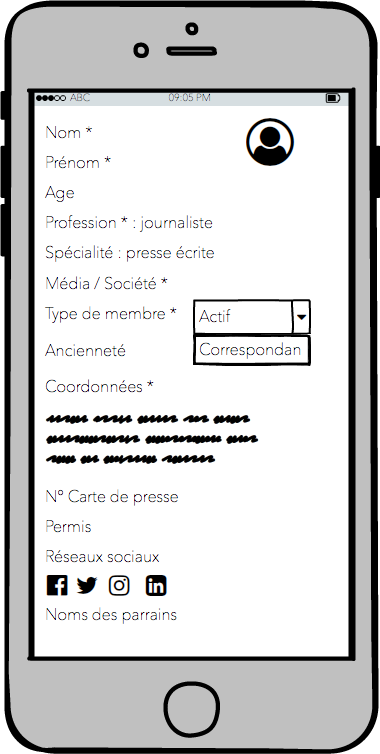 ABC 09:05 PM
Nom *
Prénom *
Age
Profession * : journaliste
Spécialité : presse écrite
Média / Société *
Type de membre * Actif
Ancienneté Correspondan
Coordonnées *
N° Carte de presse
Permis
Réseaux sociaux
Noms des parrains